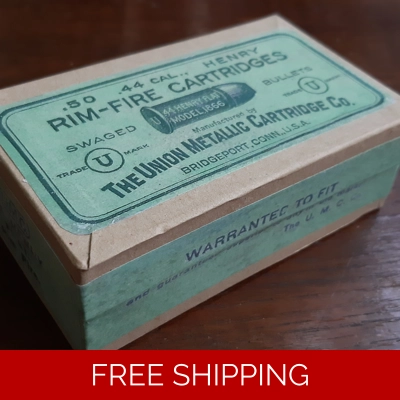 .50 .44 CAL., HENRY
RIM-FIRE CARTRIDGES
SWAGED
U
.44 HENRY FLAT
MODEL 1866
BULLETS
U
TRADE U MARK
Manufactured by
THE UNION METALLIC CARTRIDGE CO.
BRIDGEPORT, CONN., U.S.A.
WARRANTED TO FIT
AND
The U. M. C.
FREE SHIPPING